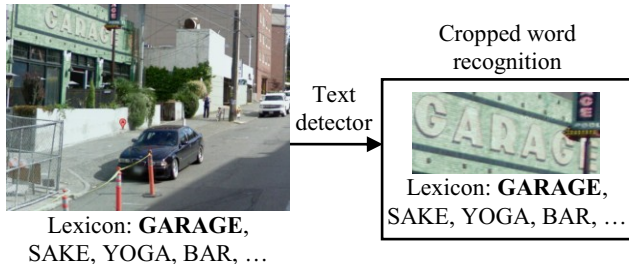 GARAGE
Lexicon: GARAGE,
SAKE, YOGA, BAR, …
Text
detector
Cropped word
recognition
GARAGE
Lexicon: GARAGE,
SAKE, YOGA, BAR, …